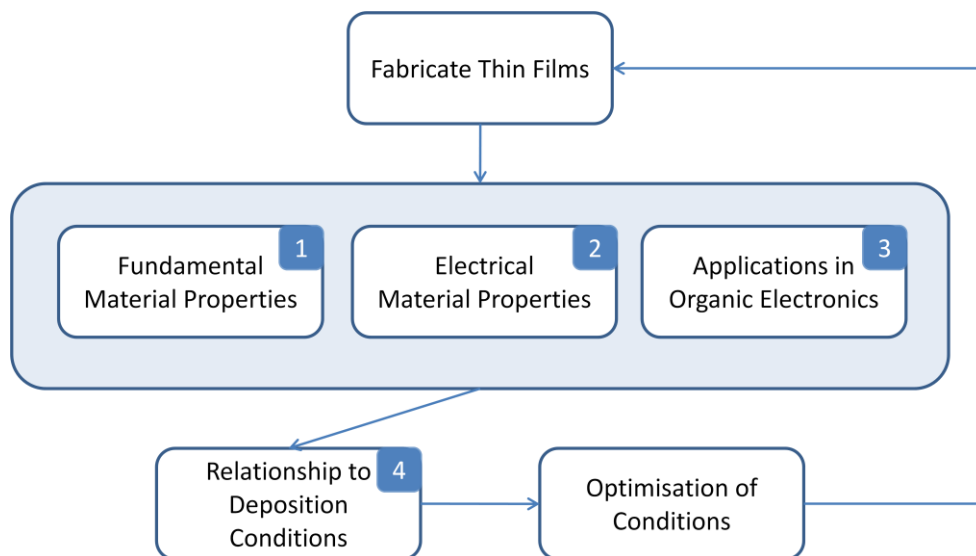 Fabricate Thin Films
1
Fundamental
Material Properties
2
Electrical
Material Properties
3
Applications in
Organic Electronics
4
Relationship to
Deposition
Conditions
Optimisation of
Conditions